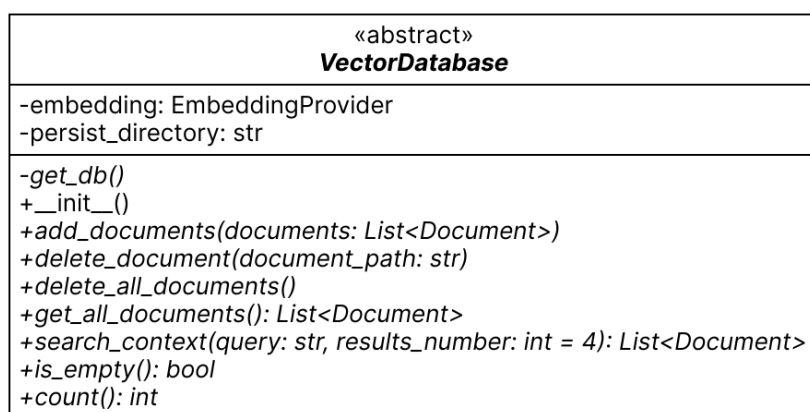 «abstract»
VectorDatabase
-embedding: EmbeddingProvider
-persist_directory: str
-get_db()
+__init__()
+add_documents(documents: List<Document>)
+delete_document(document_path: str)
+delete_all_documents()
+get_all_documents(): List<Document>
+search_context(query: str, results_number: int = 4): List<Document>
+is_empty(): bool
+count(): int